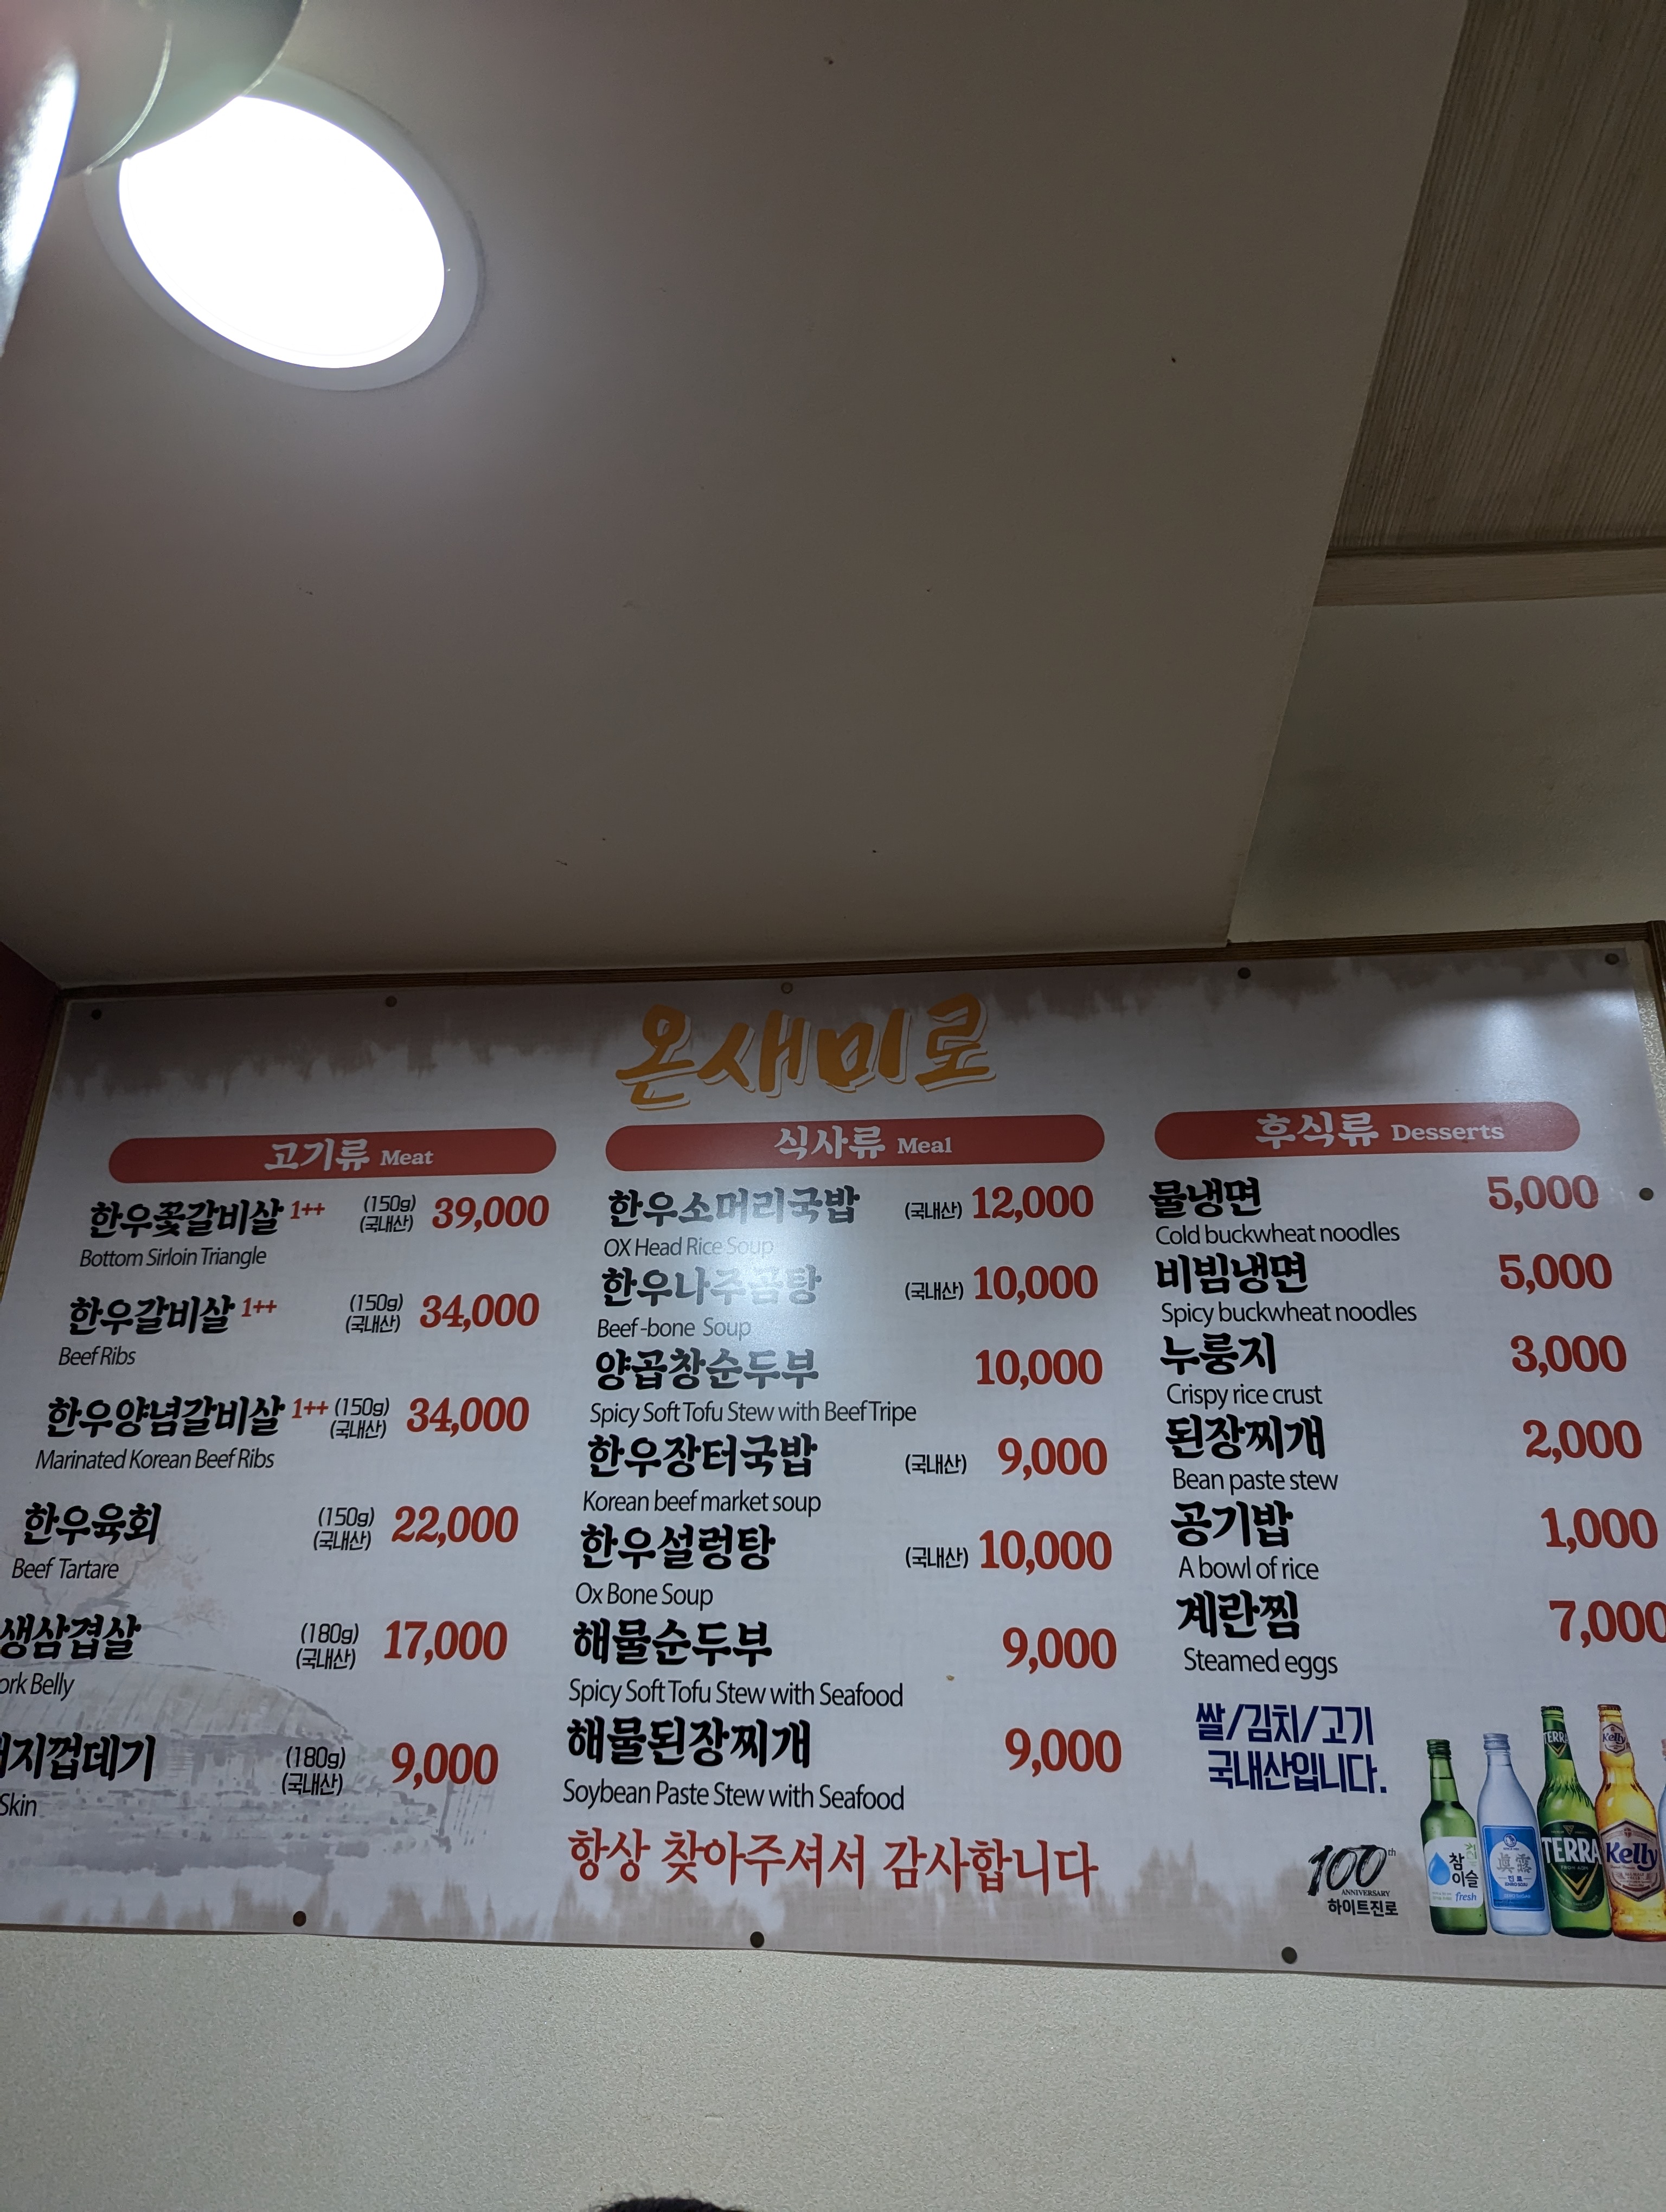 온새미로
고기류 Meat
한우꽃갈비살 1++ (150g) (국내산) 39,000
Bottom Sirloin Triangle
한우갈비살 1++ (150g) (국내산) 34,000
Beef Ribs
한우양념갈비살 1++ (150g) (국내산) 34,000
Marinated Korean Beef Ribs
한우육회 (150g) (국내산) 22,000
Beef Tartare
생삼겹살 (180g) (국내산) 17,000
ork Belly
지껍데기 (180g) (국내산) 9,000
Skin
식사류 Meal
한우소머리국밥 (국내산) 12,000
OX Head Rice Soup
한우나주곰탕 (국내산) 10,000
Beef-bone Soup
양곱창순두부 10,000
Spicy Soft Tofu Stew with Beef Tripe
한우장터국밥 (국내산) 9,000
Korean beef market soup
한우설렁탕 (국내산) 10,000
Ox Bone Soup
해물순두부 9,000
Spicy Soft Tofu Stew with Seafood
해물된장찌개 9,000
Soybean Paste Stew with Seafood
항상 찾아주셔서 감사합니다
후식류 Desserts
물냉면 5,000
Cold buckwheat noodles
비빔냉면 5,000
Spicy buckwheat noodles
누룽지 3,000
Crispy rice crust
된장찌개 2,000
Bean paste stew
공기밥 1,000
A bowl of rice
계란찜 7,000
Steamed eggs
쌀/김치/고기
국내산입니다.
100th
ANNIVERSARY
하이트진로
참
이슬
fresh
眞露
TERRA
TERRA
Kelly
Kelly